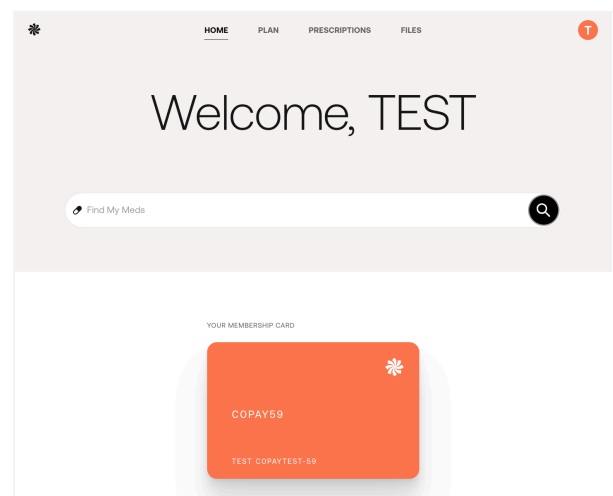 HOME PLAN PRESCRIPTIONS FILES T
Welcome, TEST
Find My Meds
YOUR MEMBERSHIP CARD
COPAY59
TEST COPAYTEST-59